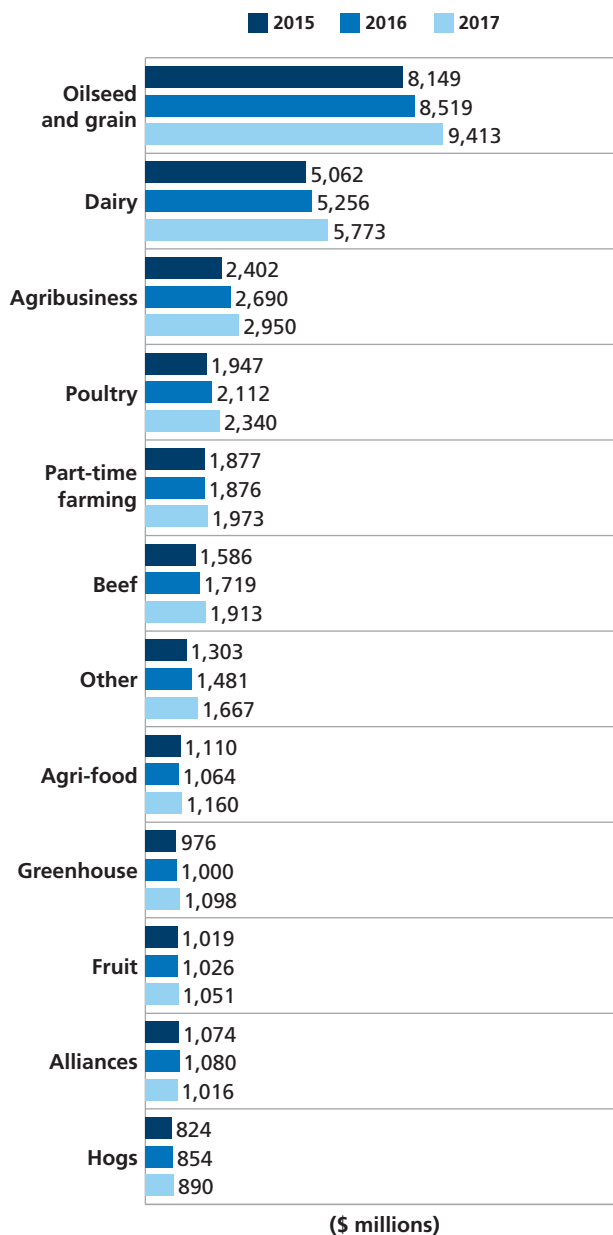 2015 2016 2017
Oilseed
and grain
8,149
8,519
9,413
Dairy
5,062
5,256
5,773
Agribusiness
2,402
2,690
2,950
Poultry
1,947
2,112
2,340
Part-time
farming
1,877
1,876
1,973
Beef
1,586
1,719
1,913
Other
1,303
1,481
1,667
Agri-food
1,110
1,064
1,160
Greenhouse
976
1,000
1,098
Fruit
1,019
1,026
1,051
Alliances
1,074
1,080
1,016
Hogs
824
854
890
($ millions)